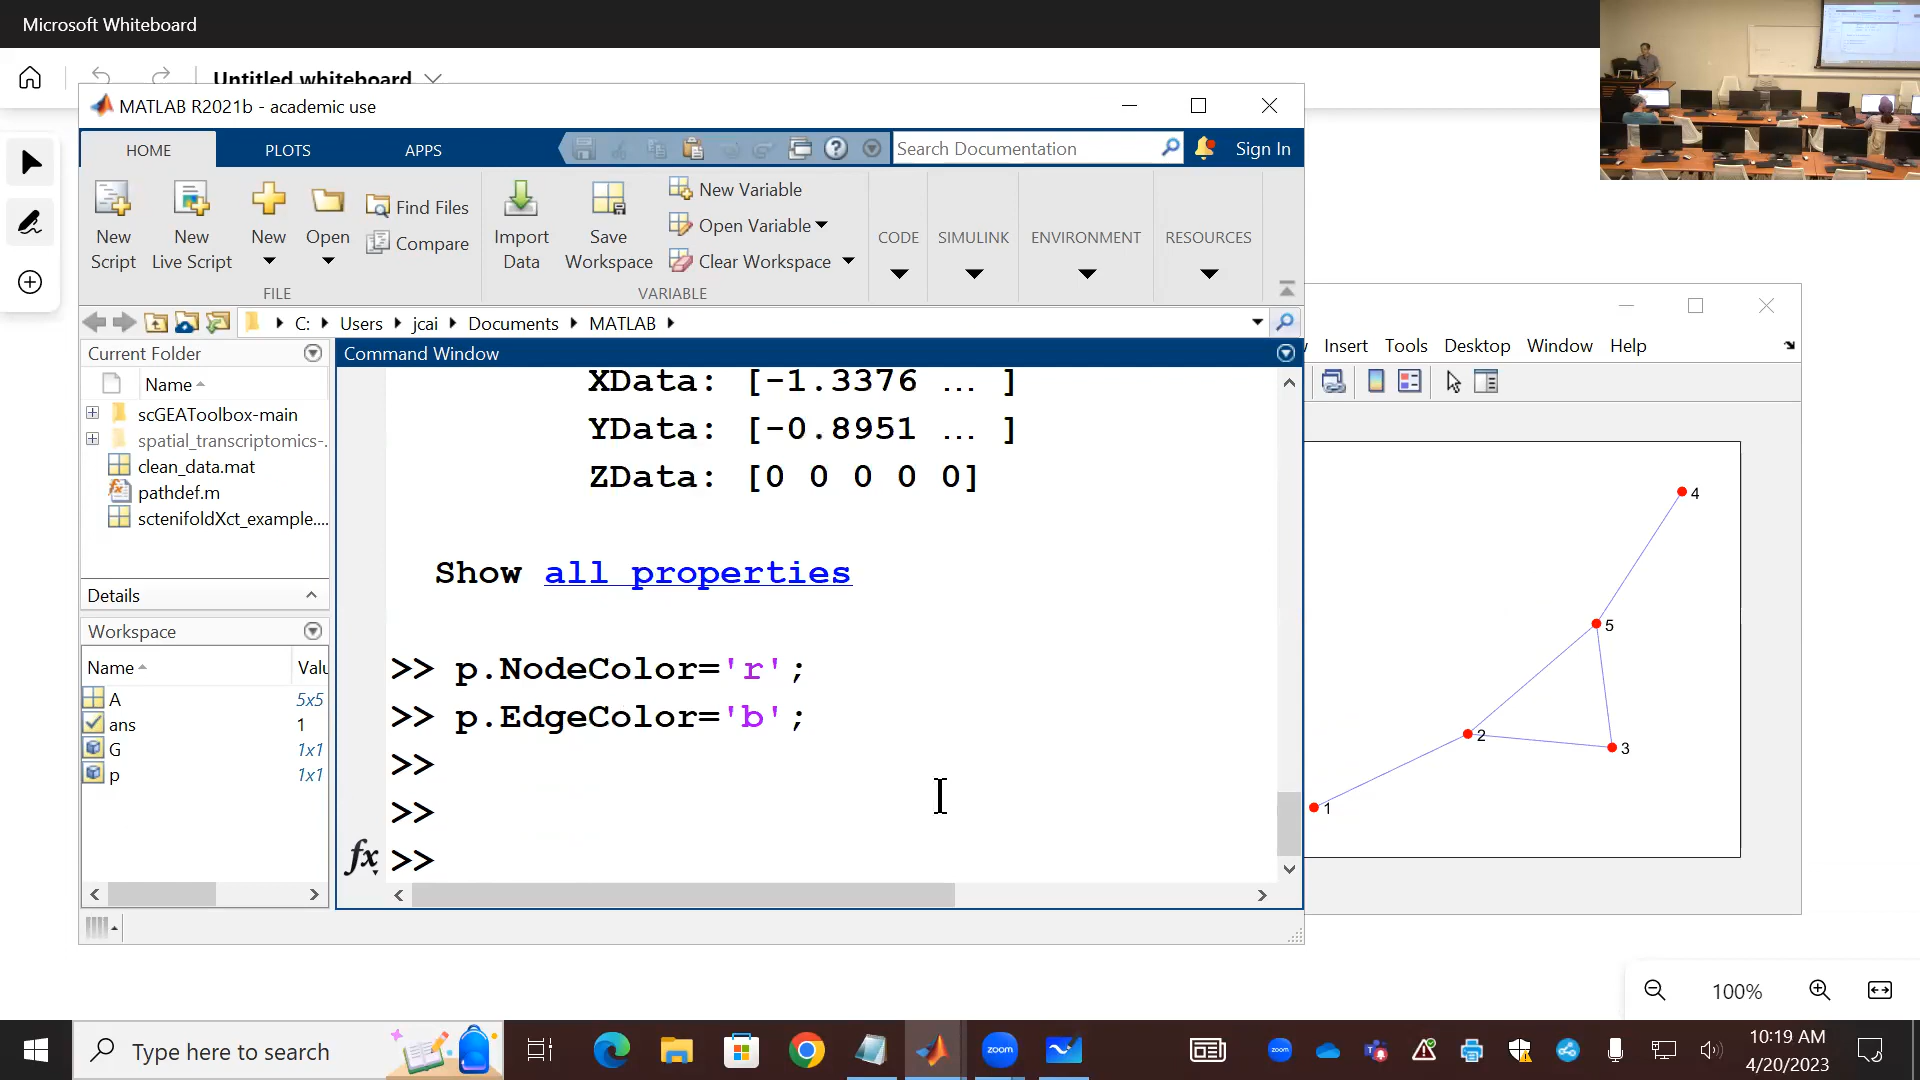 Microsoft Whiteboard
Untitled whiteboard
MATLAB R2021b - academic use
HOME
PLOTS
APPS
Search Documentation
Sign In
New Script
New Live Script
New
Open
Find Files
Compare
Import Data
Save Workspace
New Variable
Open Variable
Clear Workspace
CODE
SIMULINK
ENVIRONMENT
RESOURCES
FILE
VARIABLE
C:
Users
jcai
Documents
MATLAB
Current Folder
Name
scGEAToolbox-main
spatial_transcriptomics-.
clean_data.mat
pathdef.m
sctenifoldXct_example....
Details
Workspace
Name
Valu
A 5x5
ans 1
G 1x1
p 1x1
Command Window
XData: [-1.3376 … ]
YData: [-0.8951 … ]
ZData: [0 0 0 0 0]
Show all properties
>> p.NodeColor='r';
>> p.EdgeColor='b';
>>
>>
fx >>
Insert
Tools
Desktop
Window
Help
4
5
2
3
1
100%
Type here to search
zoom
zoom
10:19 AM
4/20/2023